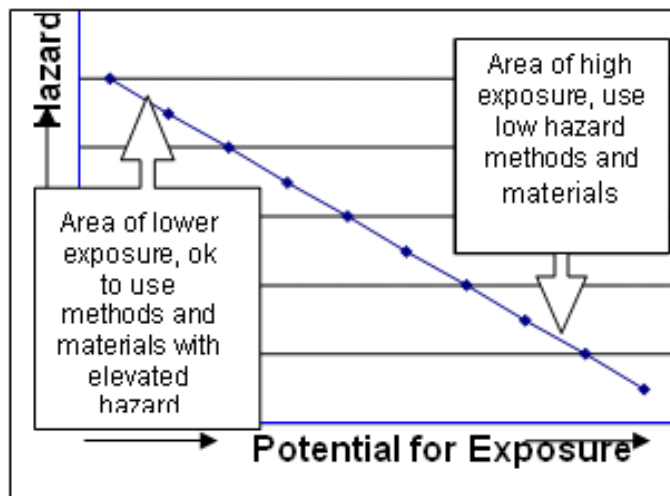 Hazard
Area of high
exposure, use
low hazard
methods and
materials
Area of lower
exposure, ok
to use
methods and
materials with
elevated
hazard
Potential for Exposure